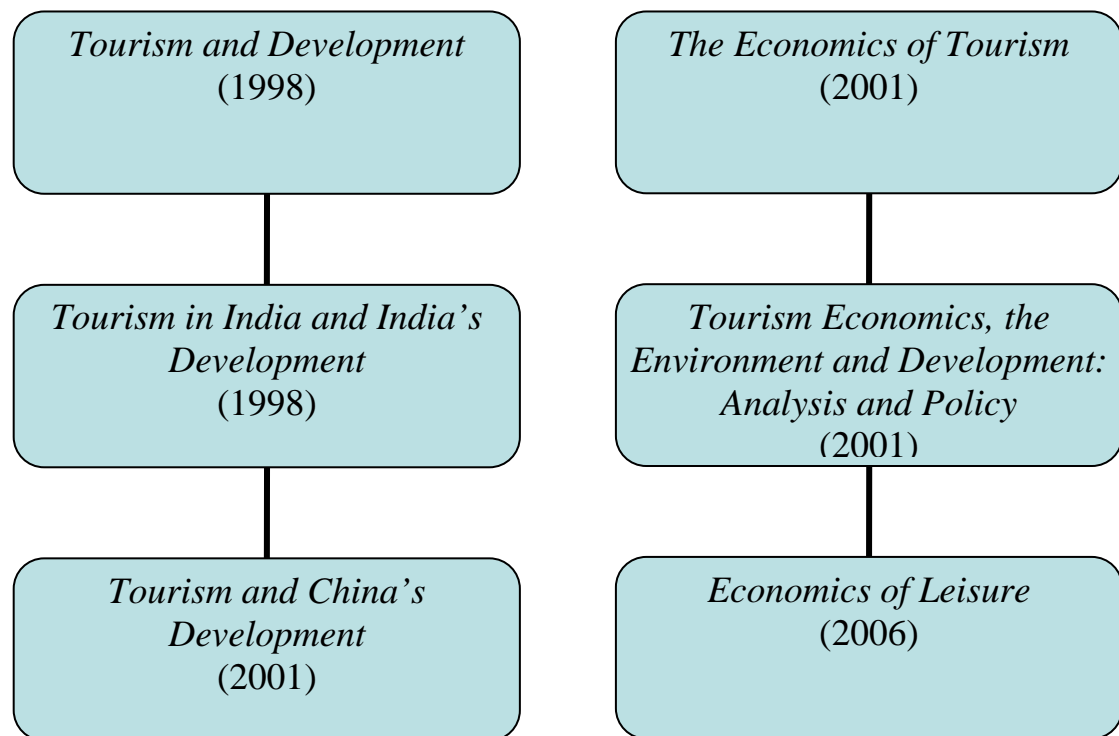 Tourism and Development
(1998)
Tourism in India and India’s
Development
(1998)
Tourism and China’s
Development
(2001)
The Economics of Tourism
(2001)
Tourism Economics, the
Environment and Development:
Analysis and Policy
(2001)
Economics of Leisure
(2006)